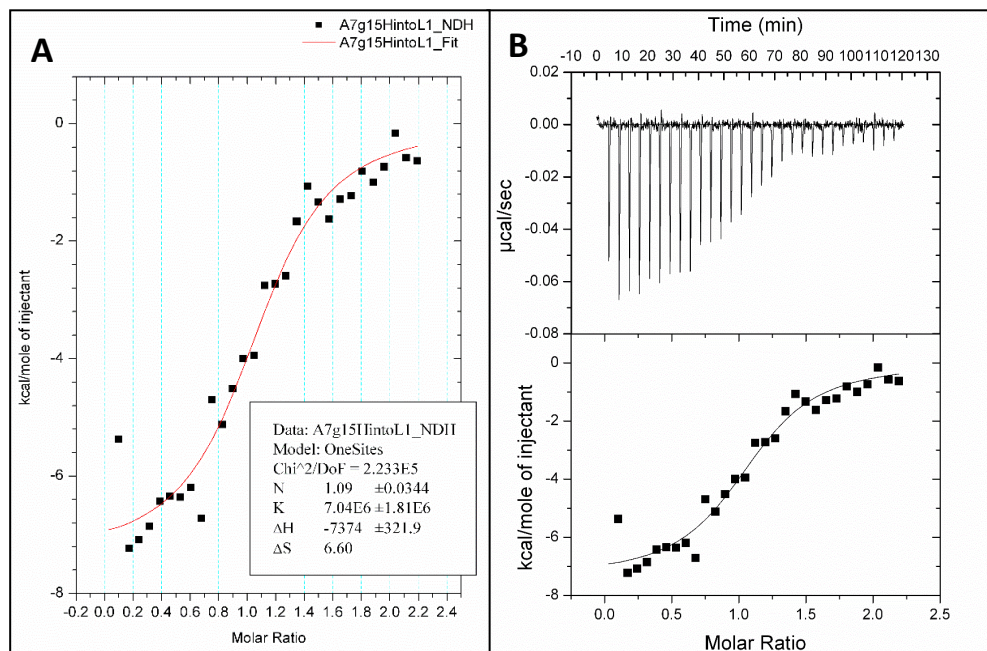 A
A7g15HintoL1_NDH
A7g15HintoL1_Fit
0
-2
-4
-6
-8
kcal/mole of injectant
-0.2 0.0 0.2 0.4 0.6 0.8 1.0 1.2 1.4 1.6 1.8 2.0 2.2 2.4
Molar Ratio
Data: A7g15HintoL1_NDH
Model: OneSites
Chi^2/DoF = 2.233E5
N 1.09 ±0.0344
K 7.04E6 ±1.81E6
ΔH -7374 ±321.9
ΔS 6.60
B
Time (min)
-10 0 10 20 30 40 50 60 70 80 90 100 110 120 130
0.02
0.00
-0.02
-0.04
-0.06
-0.08
µcal/sec
0
-2
-4
-6
-8
kcal/mole of injectant
0.0 0.5 1.0 1.5 2.0 2.5
Molar Ratio